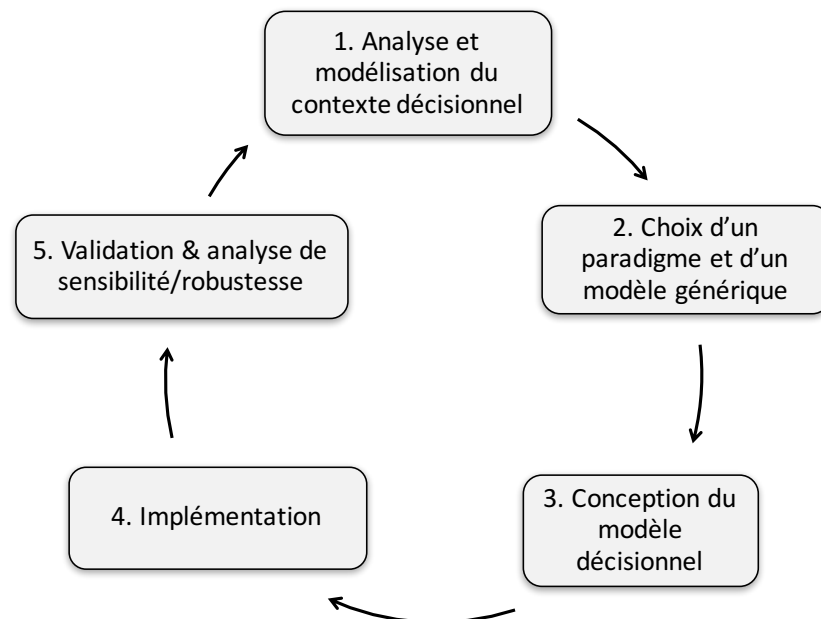 1. Analyse et
modélisation du
contexte décisionnel
2. Choix d’un
paradigme et d’un
modèle générique
3. Conception du
modèle
décisionnel
4. Implémentation
5. Validation & analyse de
sensibilité/robustesse